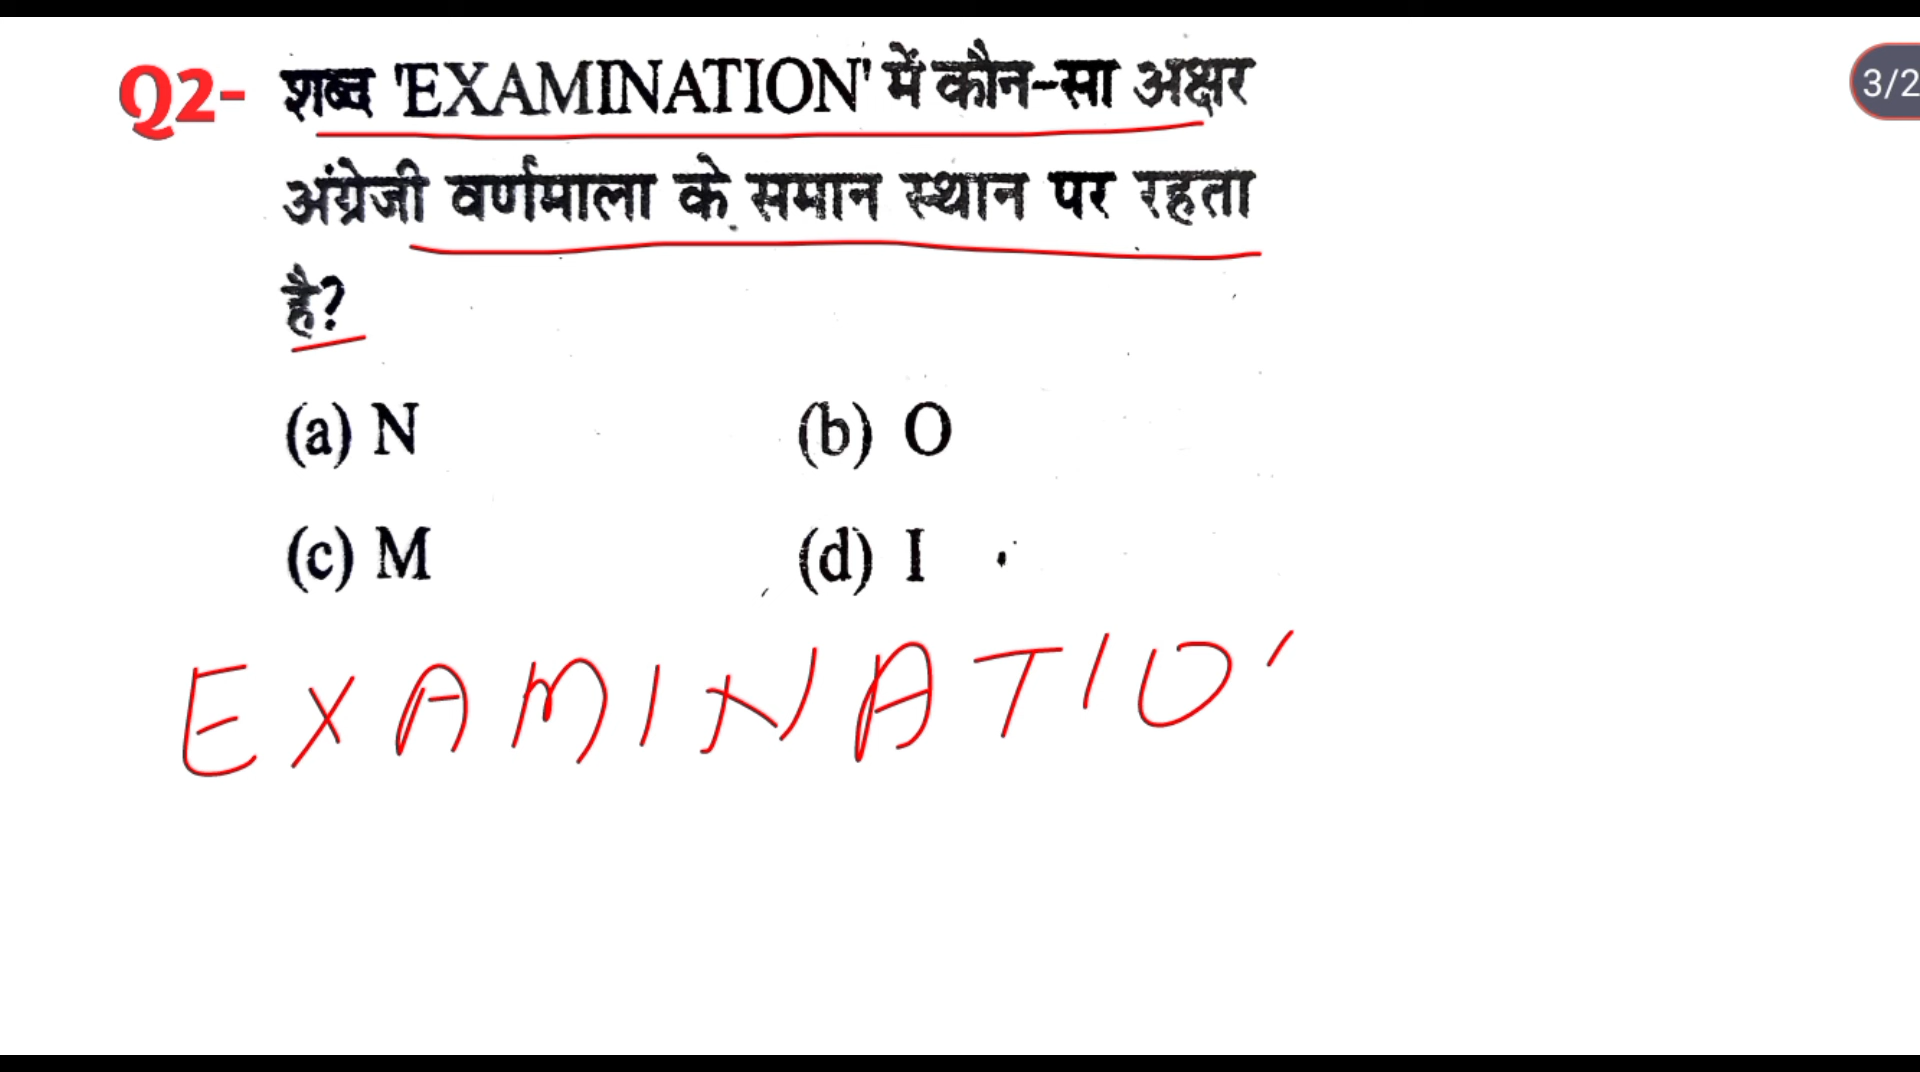 Q2- शब्द 'EXAMINATION' में कौन-सा अक्षर
3/2
अंग्रेजी वर्णमाला के समान स्थान पर रहता
है?
(a) N (b) O
(c) M (d) I
EXAMINATIO